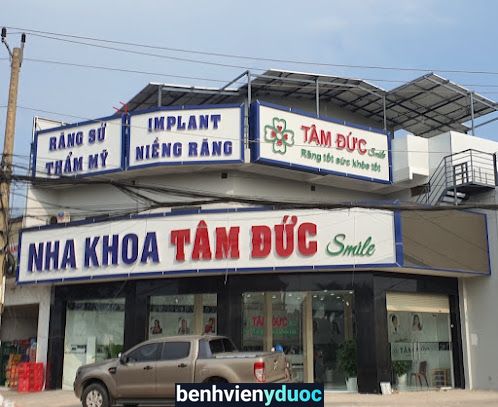 RĂNG SỨ
THẨM MỸ
IMPLANT
NIỀNG RĂNG
TÂM ĐỨC Smile
Răng tốt sức khỏe tốt
NHA KHOA TÂM ĐỨC Smile
TÂM ĐỨC
benhvienyduoc